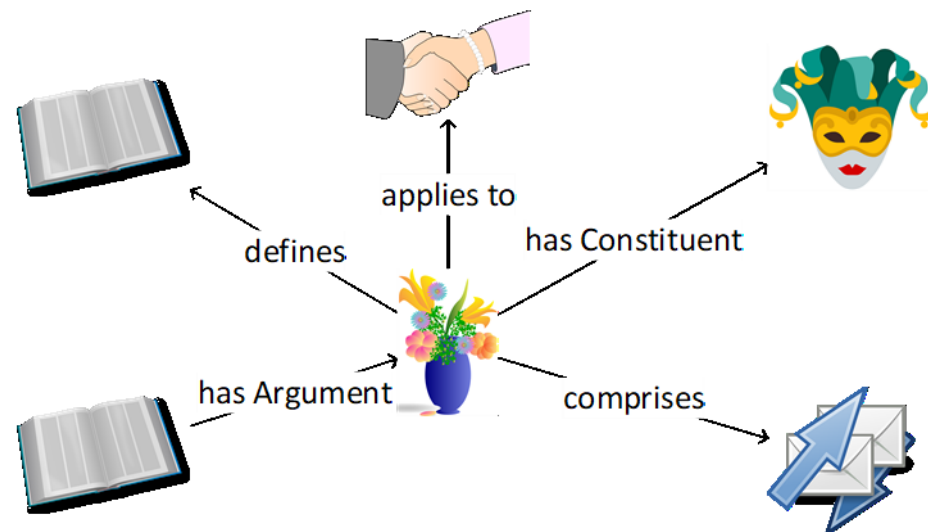 applies to
defines
has Constituent
has Argument
comprises